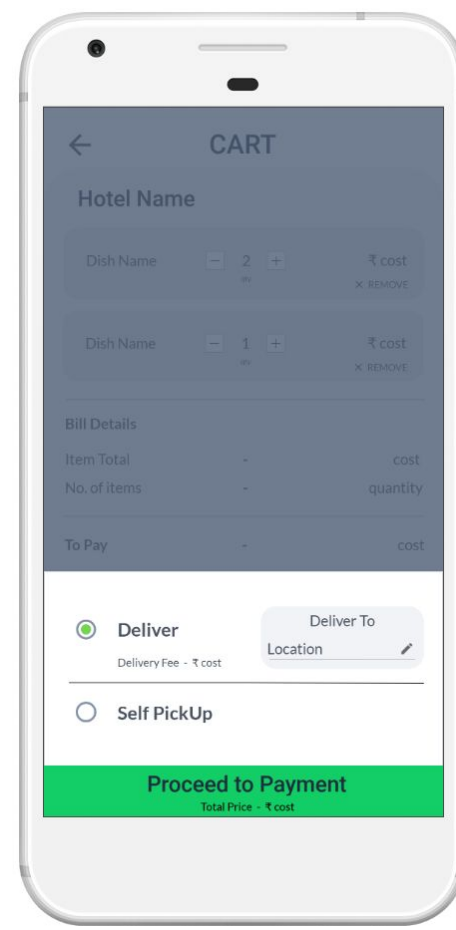 CART
Hotel Name
Dish Name − 2 + ₹ cost
qty × REMOVE
Dish Name − 1 + ₹ cost
qty × REMOVE
Bill Details
Item Total - cost
No. of items - quantity
To Pay - cost
Deliver
Delivery Fee - ₹ cost
Deliver To
Location
Self PickUp
Proceed to Payment
Total Price - ₹ cost